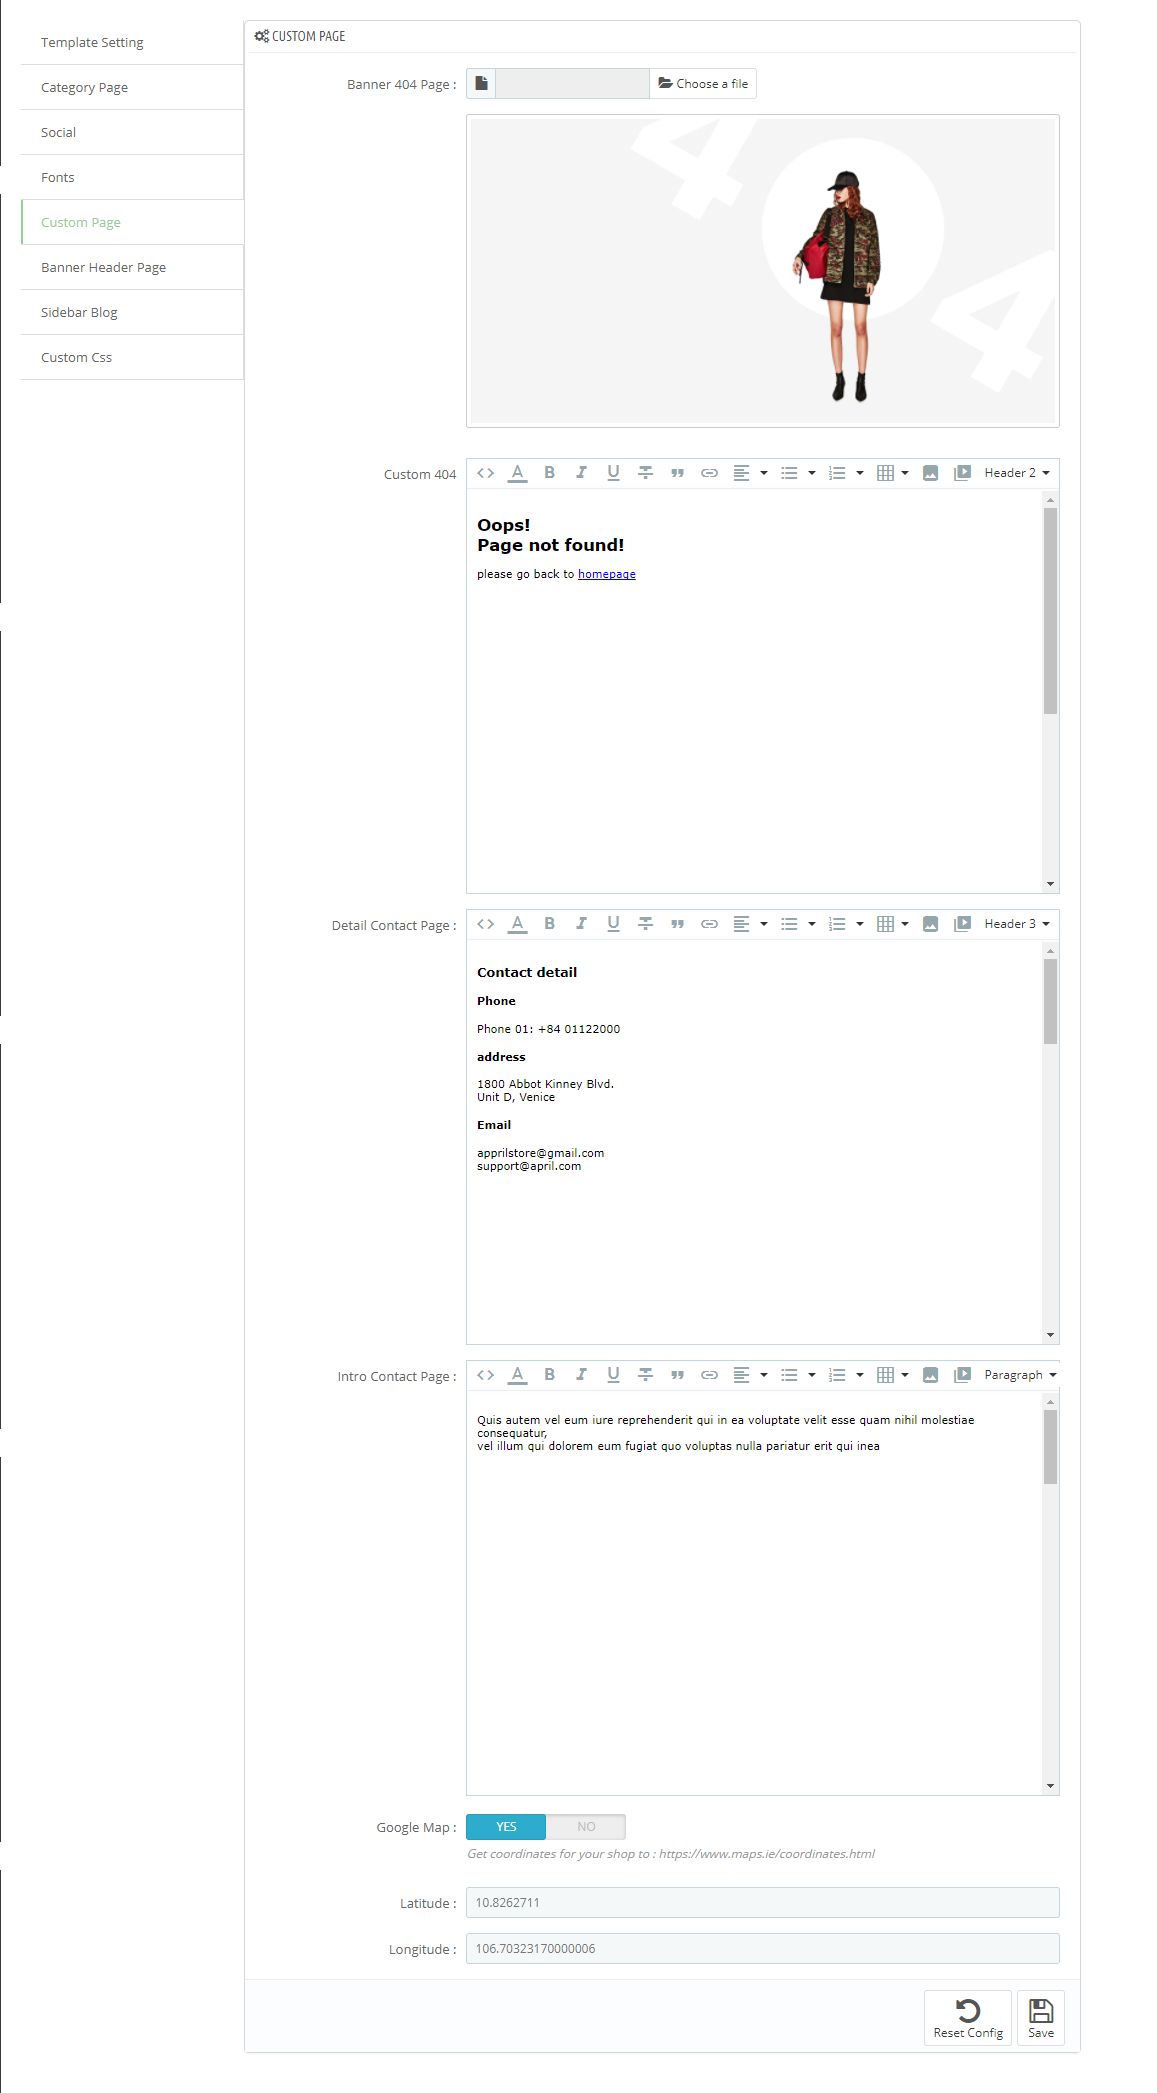 Template Setting
Category Page
Social
Fonts
Custom Page
Banner Header Page
Sidebar Blog
Custom Css
CUSTOM PAGE
Banner 404 Page :
Choose a file
4 4
Custom 404
A B I U Header 2
Oops!
Page not found!
please go back to homepage
Detail Contact Page :
A B I U Header 3
Contact detail
Phone
Phone 01: +84 01122000
address
1800 Abbot Kinney Blvd.
Unit D, Venice
Email
apprilstore@gmail.com
support@april.com
Intro Contact Page :
A B I U Paragraph
Quis autem vel eum iure reprehenderit qui in ea voluptate velit esse quam nihil molestiae
consequatur,
vel illum qui dolorem eum fugiat quo voluptas nulla pariatur erit qui inea
Google Map :
YES NO
Get coordinates for your shop to : https://www.maps.ie/coordinates.html
Latitude :
10.8262711
Longitude :
106.70323170000006
Reset Config
Save